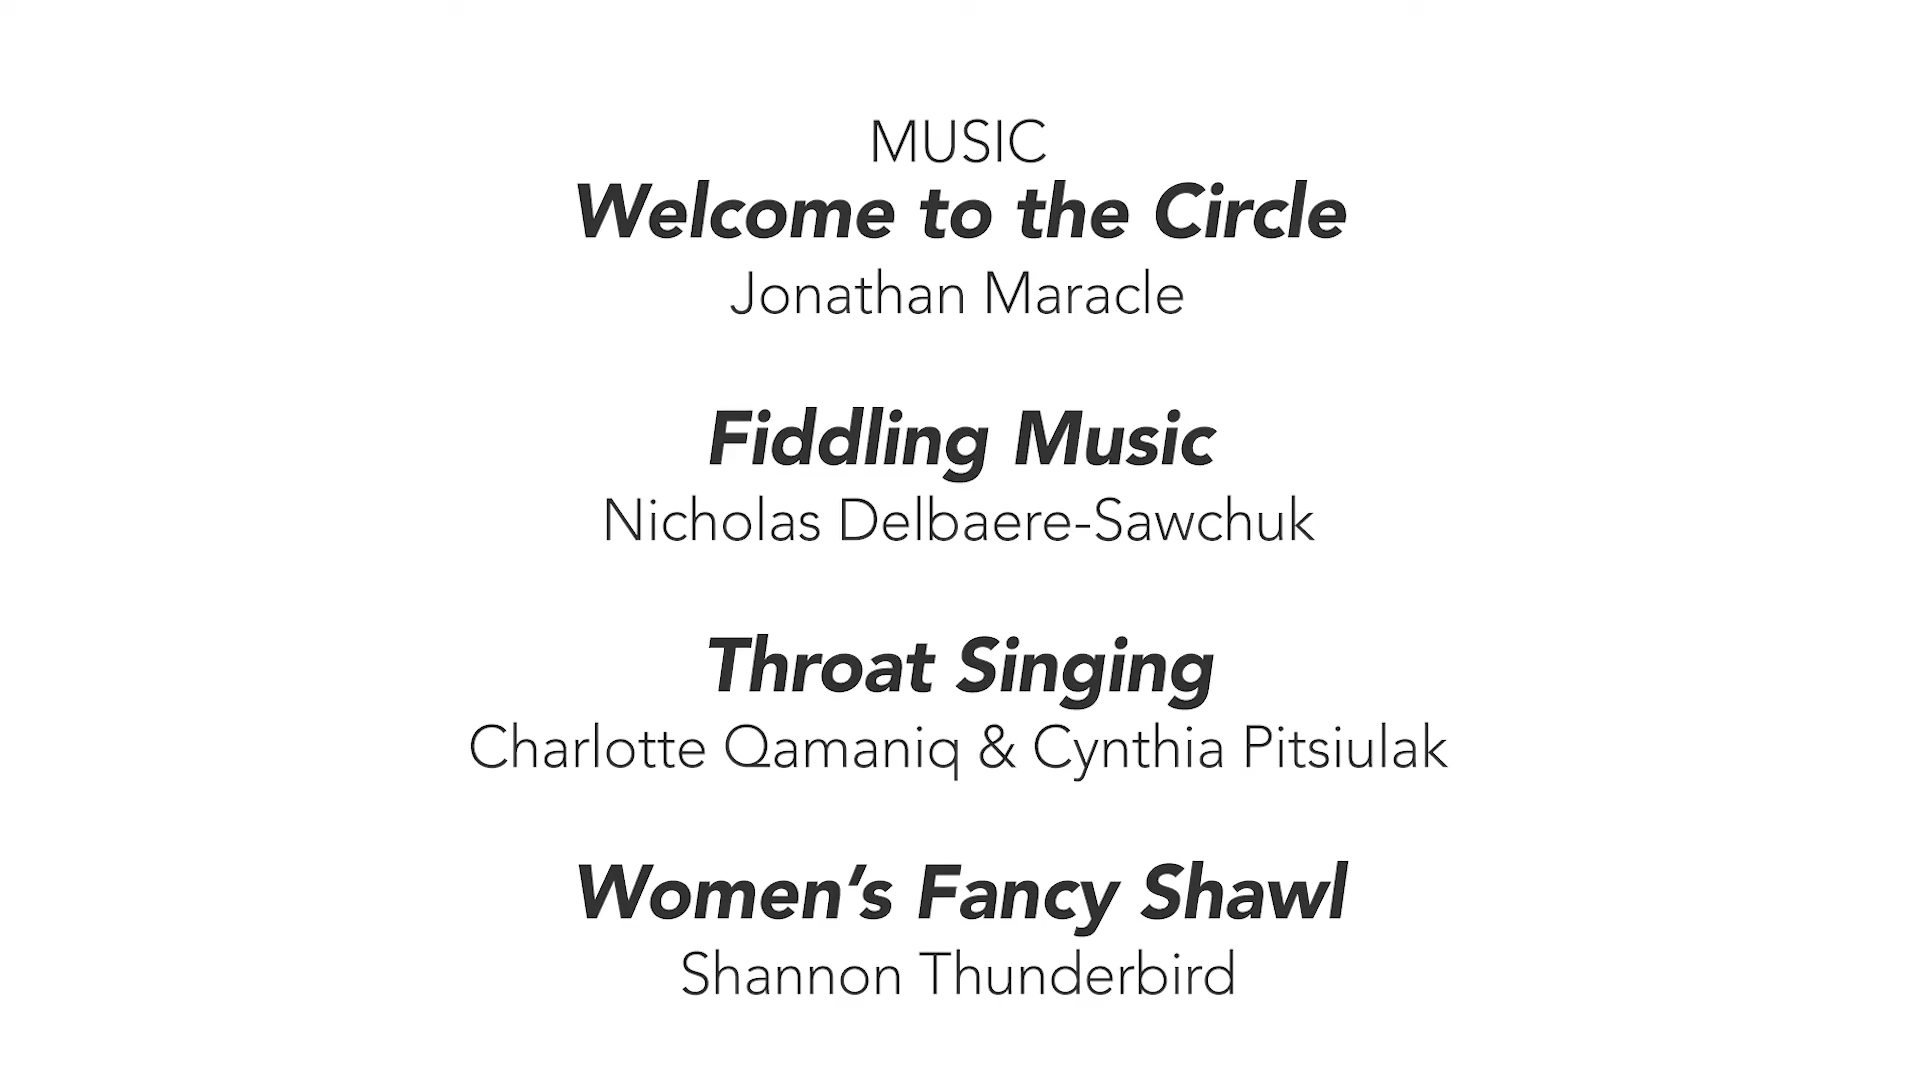 MUSIC
Welcome to the Circle
Jonathan Maracle
Fiddling Music
Nicholas Delbaere-Sawchuk
Throat Singing
Charlotte Qamaniq & Cynthia Pitsiulak
Women‘s Fancy Shawl
Shannon Thunderbird